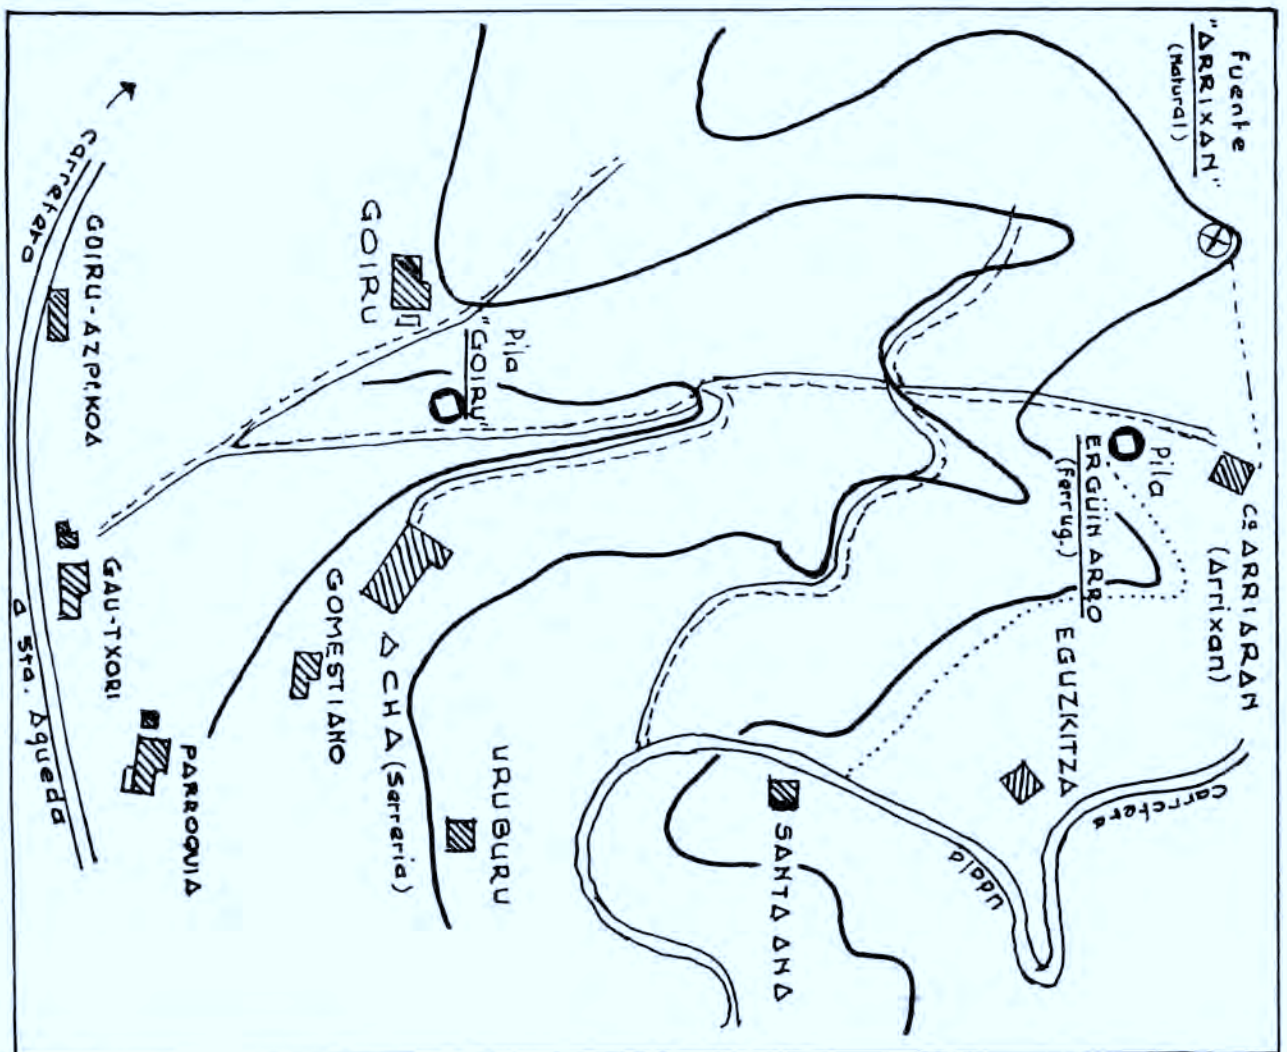 fuente
"ARRIXAN"
(Natural)
Cº ARRIARAN
(Arrixan)
Pila
ERGÜIN ARRO
(Ferrug.)
EGUZKITZA
Carretera
Udala
SANTA ANA
Pila
"GOIRU"
GOIRU
URUBURU
ACHA (Serreria)
GOMESTIANO
PARROQUIA
GAU-TXORI
GOIRU-AZPIKOA
Carretera
a Sta. Agueda